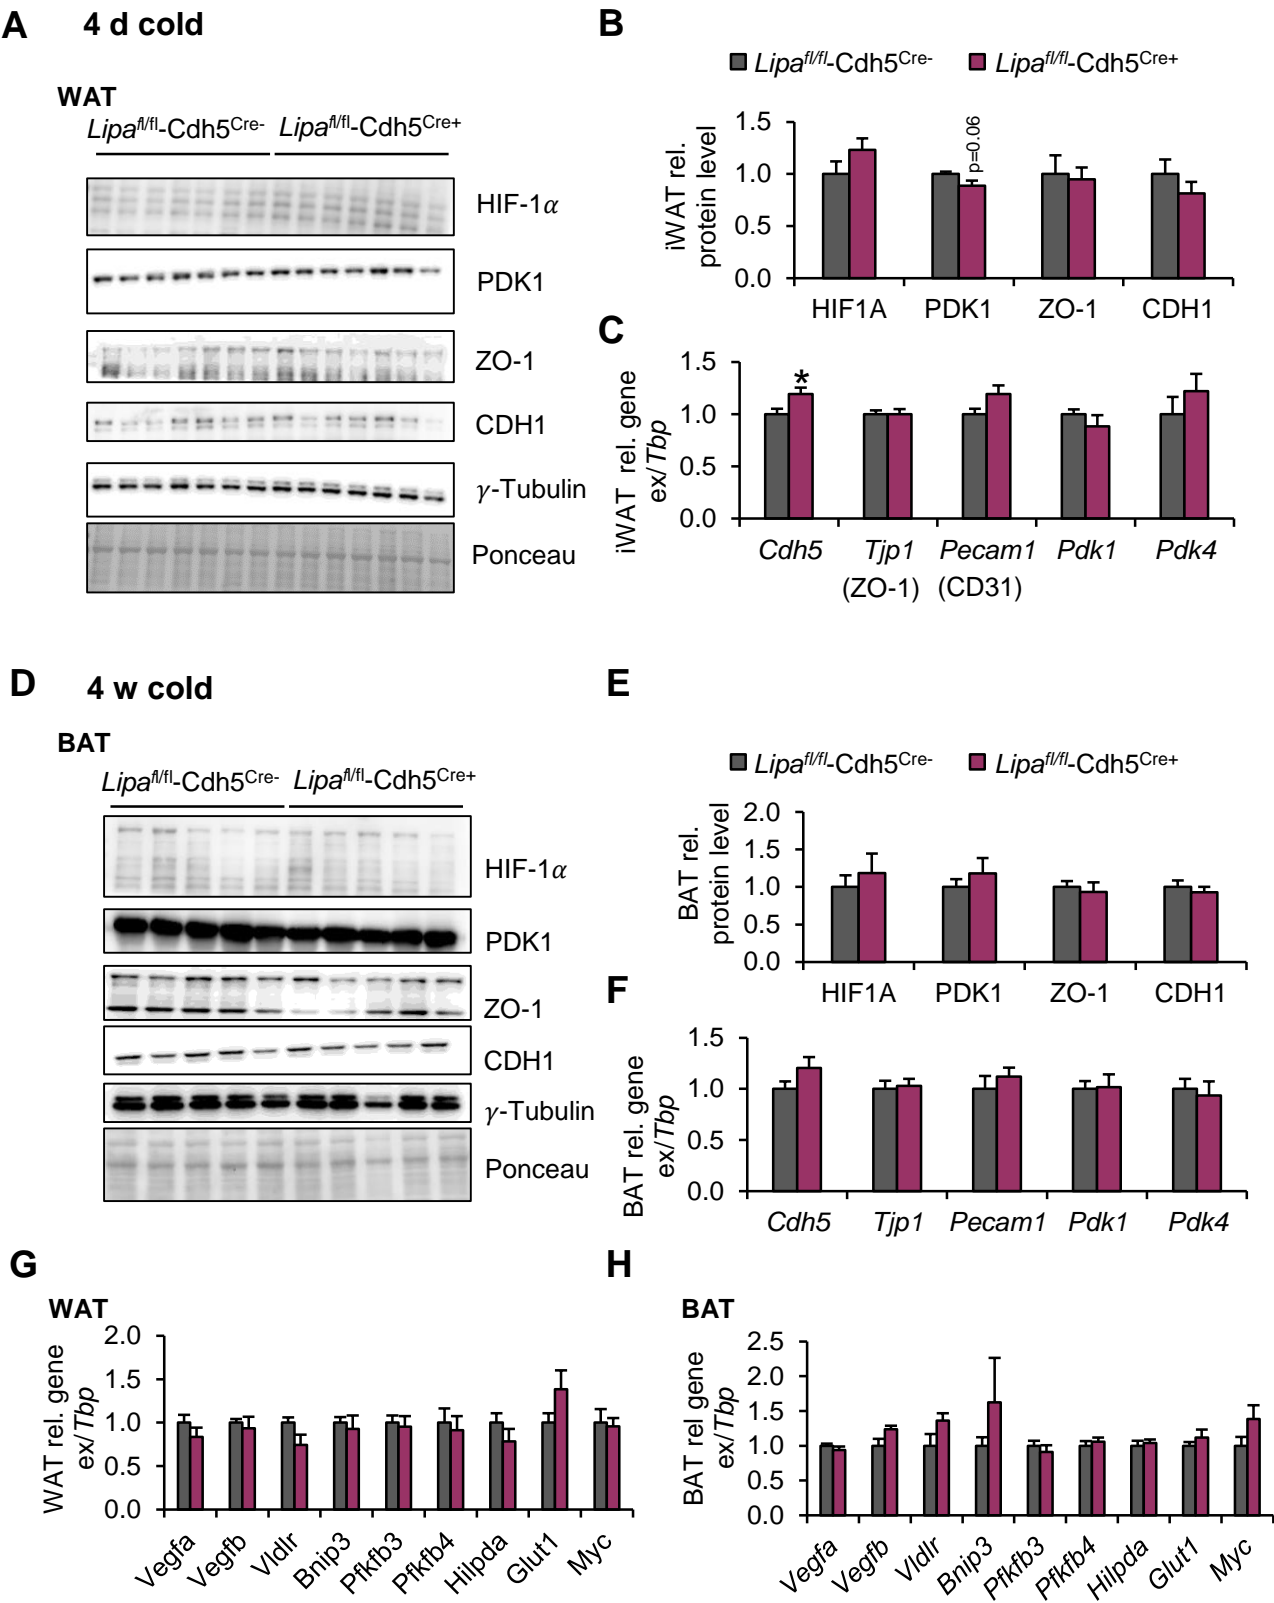 A 4 d cold
WAT
Lipafl/fl-Cdh5Cre- Lipafl/fl-Cdh5Cre+
HIF-1α
PDK1
ZO-1
CDH1
γ-Tubulin
Ponceau
B
Lipafl/fl-Cdh5Cre- Lipafl/fl-Cdh5Cre+
iWAT rel.
protein level
1.5
1.0
0.5
0.0
p=0.06
HIF1A PDK1 ZO-1 CDH1
C
iWAT rel. gene
ex/Tbp
1.5
1.0
0.5
0.0
*
Cdh5 Tjp1 Pecam1 Pdk1 Pdk4
(ZO-1) (CD31)
D 4 w cold
BAT
Lipafl/fl-Cdh5Cre- Lipafl/fl-Cdh5Cre+
HIF-1α
PDK1
ZO-1
CDH1
γ-Tubulin
Ponceau
E
Lipafl/fl-Cdh5Cre- Lipafl/fl-Cdh5Cre+
BAT rel.
protein level
2.0
1.5
1.0
0.5
0.0
HIF1A PDK1 ZO-1 CDH1
F
BAT rel. gene
ex/Tbp
1.5
1.0
0.5
0.0
Cdh5 Tjp1 Pecam1 Pdk1 Pdk4
G
WAT
WAT rel. gene
ex/Tbp
2.0
1.5
1.0
0.5
0.0
Vegfa Vegfb Vldlr Bnip3 Pfkfb3 Pfkfb4 Hilpda Glut1 Myc
H
BAT
BAT rel gene
ex/Tbp
2.5
2.0
1.5
1.0
0.5
0.0
Vegfa Vegfb Vldlr Bnip3 Pfkfb3 Pfkfb4 Hilpda Glut1 Myc